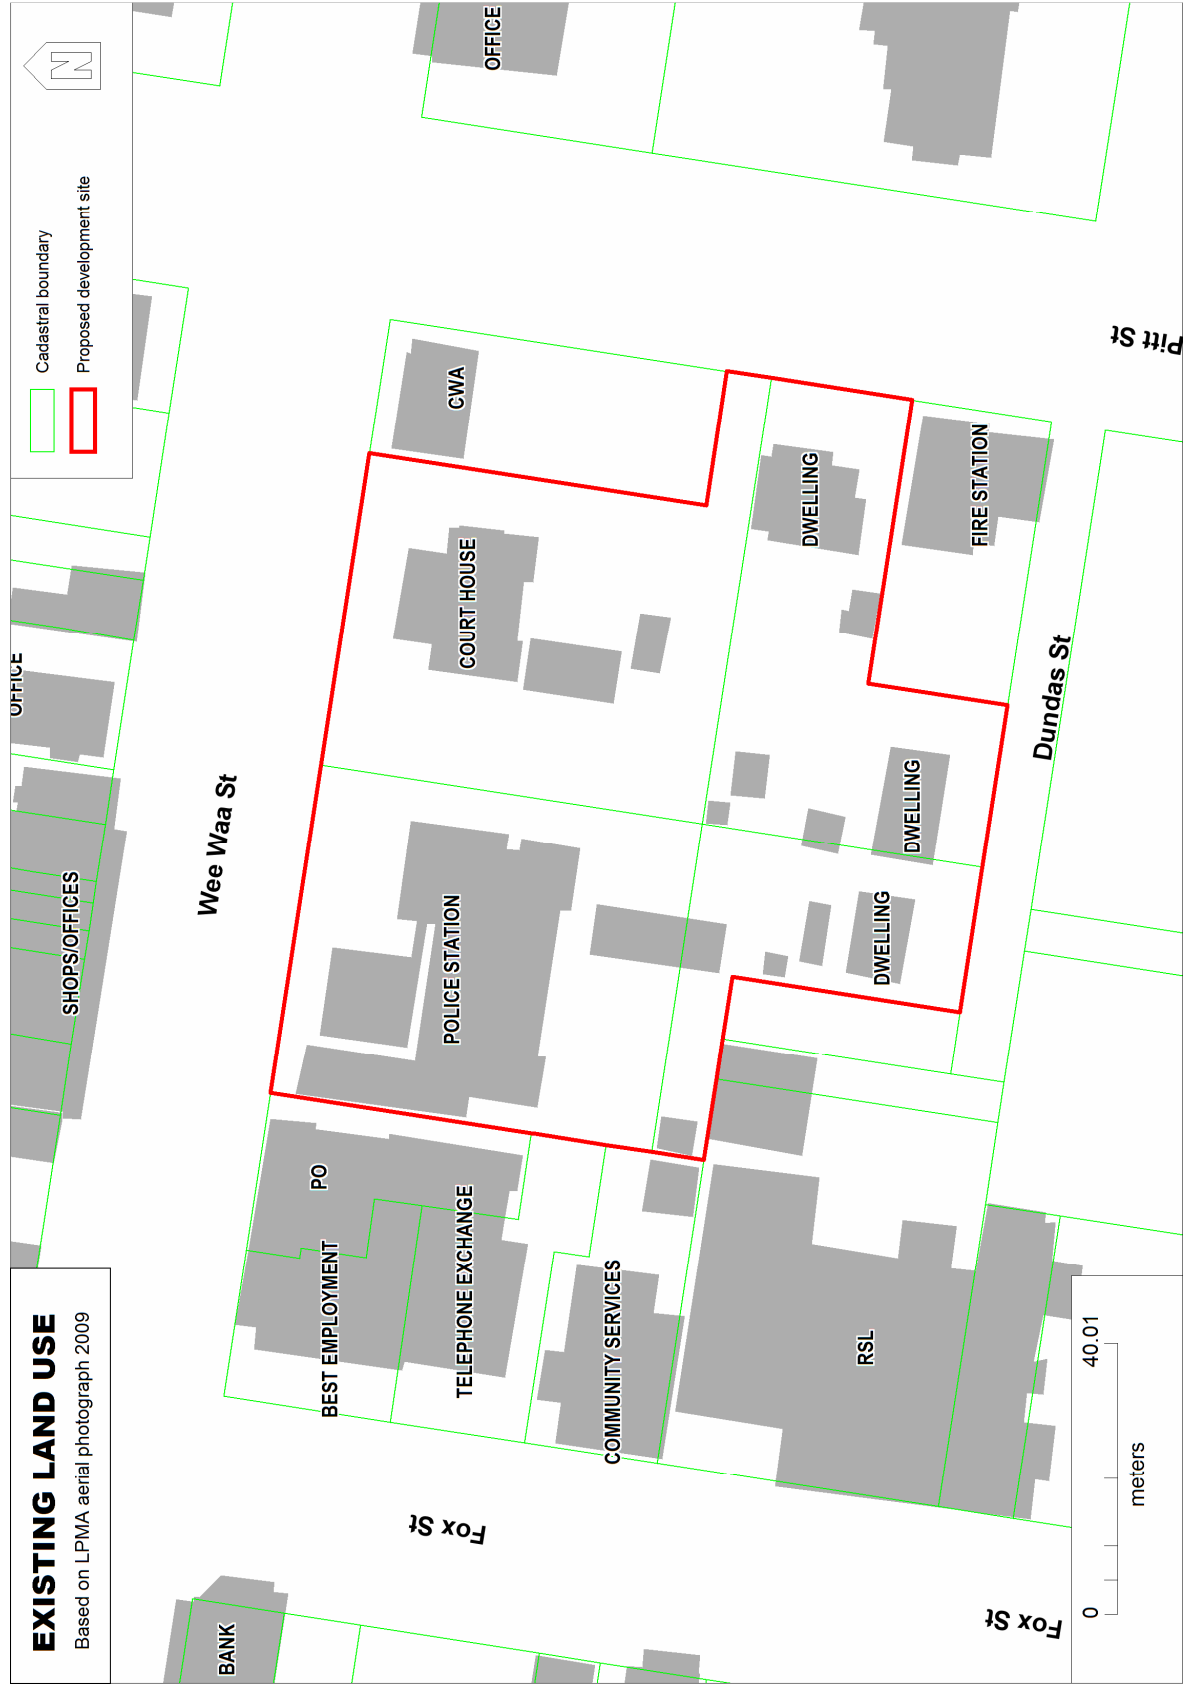 EXISTING LAND USE
Based on LPMA aerial photograph 2009
N
Cadastral boundary
Proposed development site
OFFICE
OFFICE
SHOPS/OFFICES
Wee Waa St
BANK
PO
BEST EMPLOYMENT
TELEPHONE EXCHANGE
COMMUNITY SERVICES
POLICE STATION
COURT HOUSE
CWA
DWELLING
FIRE STATION
DWELLING
DWELLING
RSL
Dundas St
Pitt St
Fox St
Fox St
0
40.01
meters